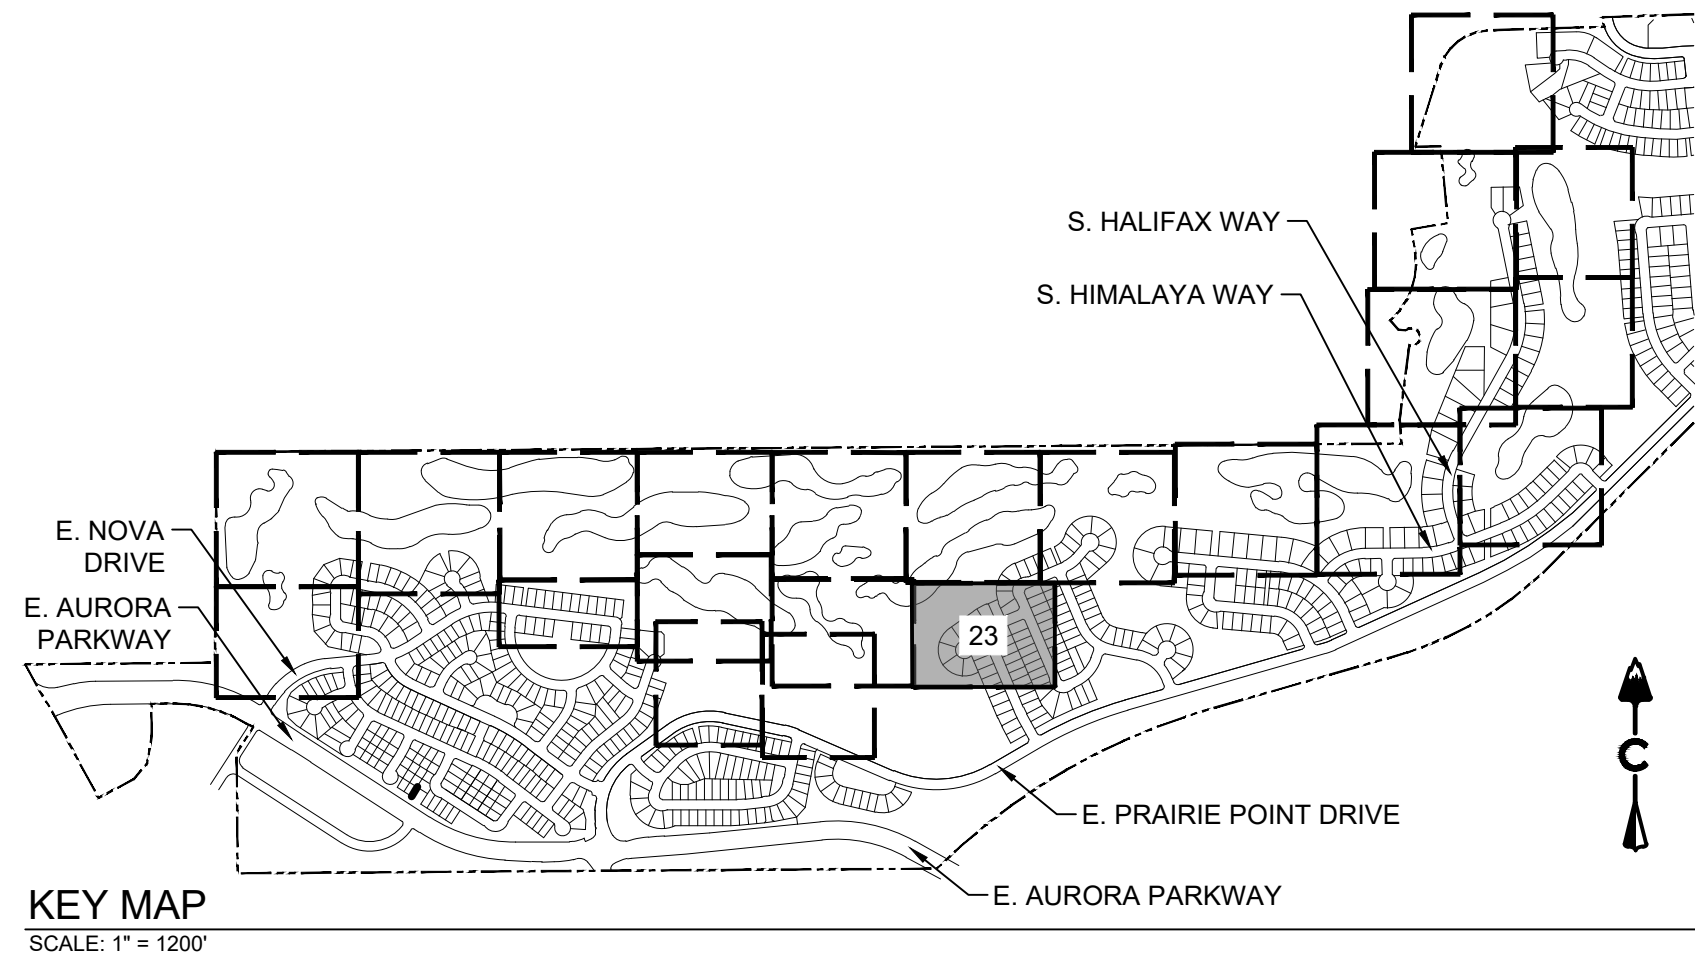 S. HALIFAX WAY
S. HIMALAYA WAY
E. NOVA
DRIVE
E. AURORA
PARKWAY
23
E. PRAIRIE POINT DRIVE
E. AURORA PARKWAY
C
KEY MAP
SCALE: 1" = 1200'